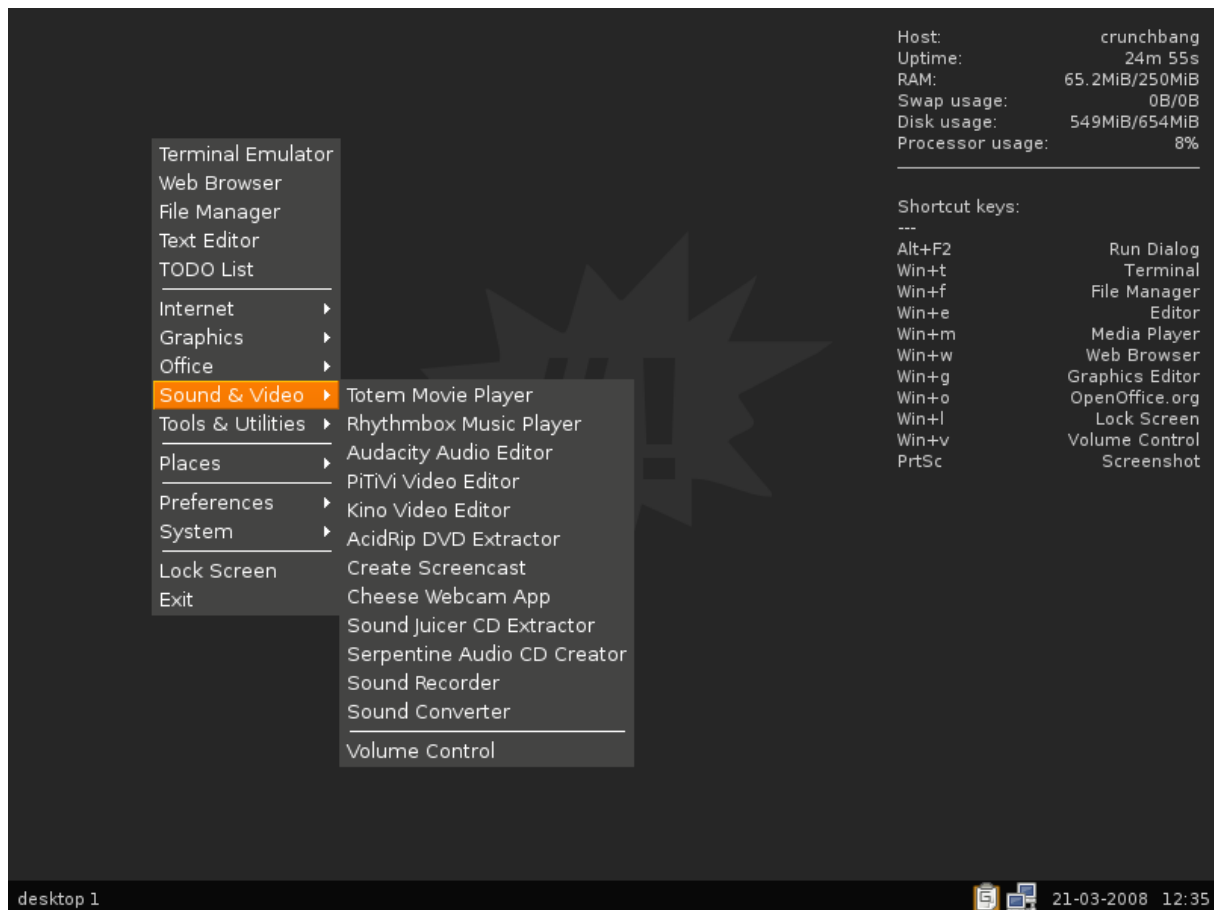 Host: crunchbang
Uptime: 24m 55s
RAM: 65.2MiB/250MiB
Swap usage: 0B/0B
Disk usage: 549MiB/654MiB
Processor usage: 8%
Shortcut keys:
---
Alt+F2 Run Dialog
Win+t Terminal
Win+f File Manager
Win+e Editor
Win+m Media Player
Win+w Web Browser
Win+g Graphics Editor
Win+o OpenOffice.org
Win+l Lock Screen
Win+v Volume Control
PrtSc Screenshot
Terminal Emulator
Web Browser
File Manager
Text Editor
TODO List
Internet
Graphics
Office
Sound & Video
Tools & Utilities
Places
Preferences
System
Lock Screen
Exit
Totem Movie Player
Rhythmbox Music Player
Audacity Audio Editor
PiTiVi Video Editor
Kino Video Editor
AcidRip DVD Extractor
Create Screencast
Cheese Webcam App
Sound Juicer CD Extractor
Serpentine Audio CD Creator
Sound Recorder
Sound Converter
Volume Control
#!
desktop 1
21-03-2008 12:35